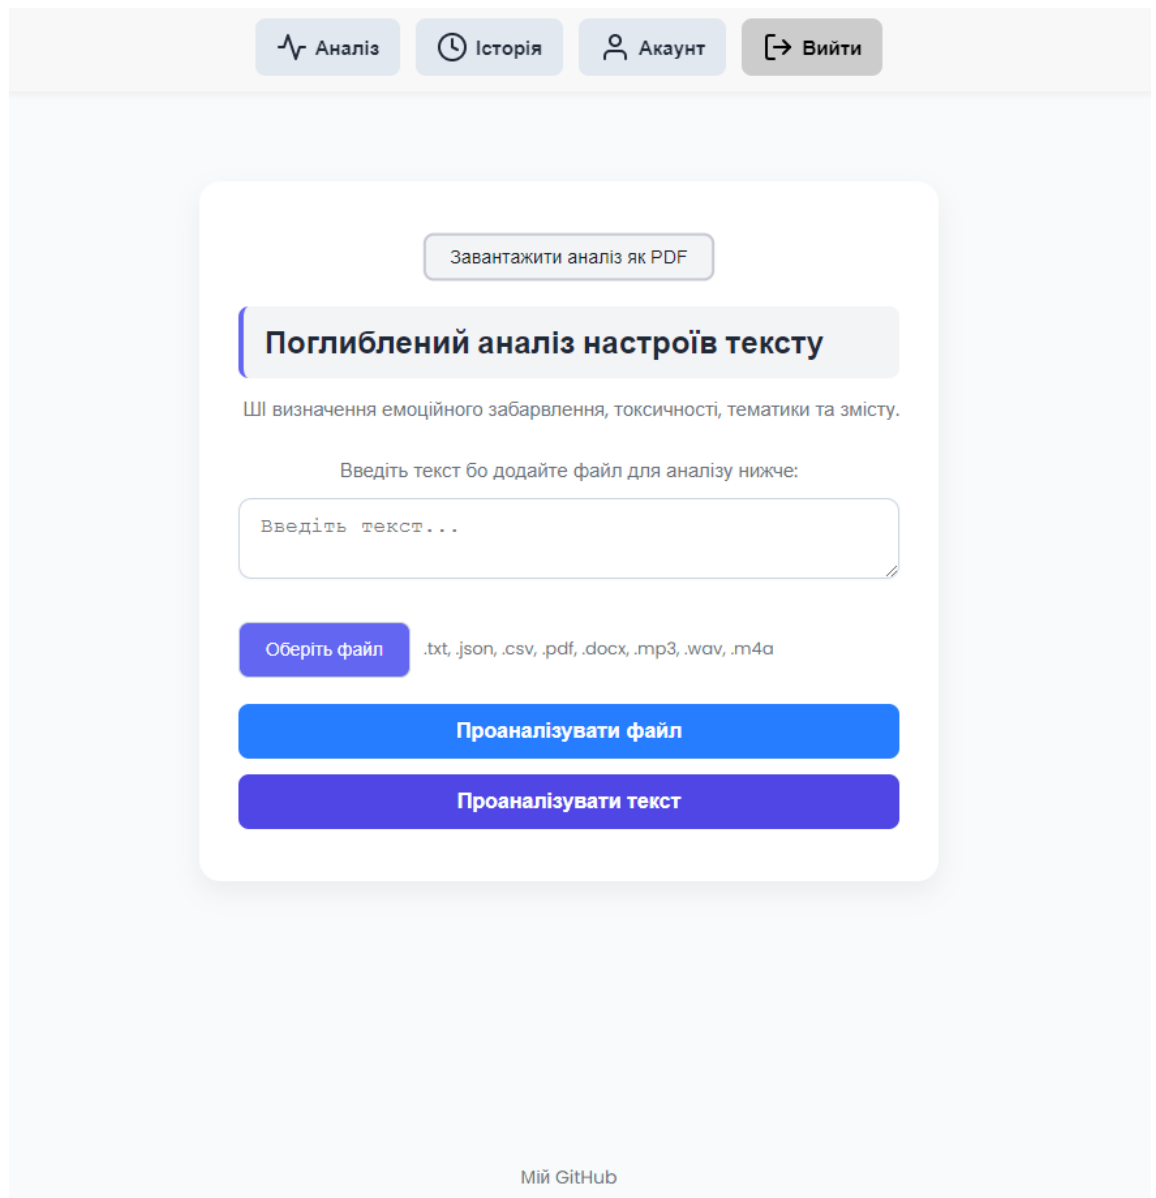 Аналіз Історія Акаунт Вийти
Завантажити аналіз як PDF
Поглиблений аналіз настроїв тексту
ШІ визначення емоційного забарвлення, токсичності, тематики та змісту.
Введіть текст бо додайте файл для аналізу нижче:
Введіть текст...
Оберіть файл .txt, .json, .csv, .pdf, .docx, .mp3, .wav, .m4a
Проаналізувати файл
Проаналізувати текст
Мій GitHub